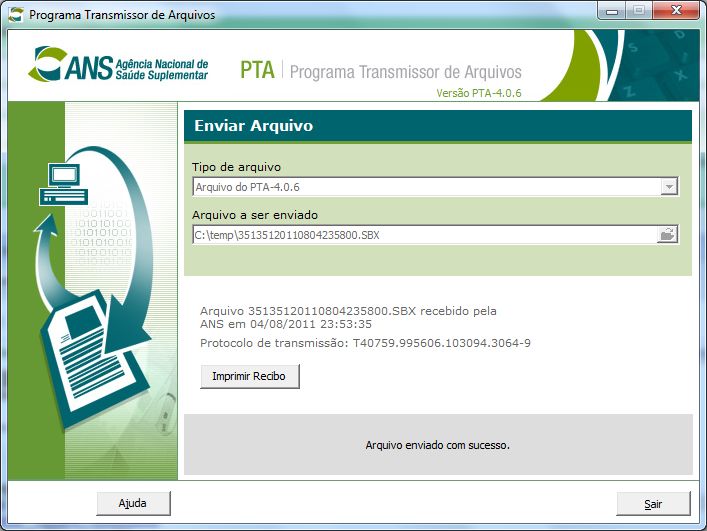 Programa Transmissor de Arquivos
ANS Agência Nacional de
Saúde Suplementar
PTA | Programa Transmissor de Arquivos
Versão PTA-4.0.6
Enviar Arquivo
Tipo de arquivo
Arquivo do PTA-4.0.6
Arquivo a ser enviado
C:\temp\35135120110804235800.SBX
Arquivo 35135120110804235800.SBX recebido pela
ANS em 04/08/2011 23:53:35
Protocolo de transmissão: T40759.995606.103094.3064-9
Imprimir Recibo
Arquivo enviado com sucesso.
Ajuda
Sair